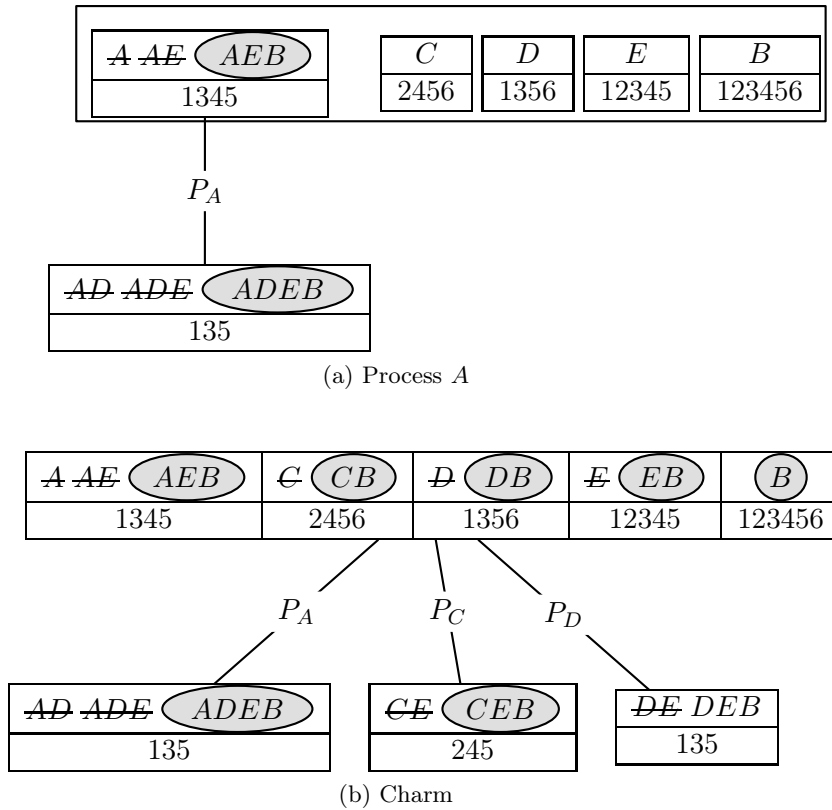 A AE AEB C D E B
1345 2456 1356 12345 123456
P_A
AD ADE ADEB
135
(a) Process A
A AE AEB C CB D DB E EB B
1345 2456 1356 12345 123456
P_A P_C P_D
AD ADE ADEB CE CEB DE DEB
135 245 135
(b) Charm